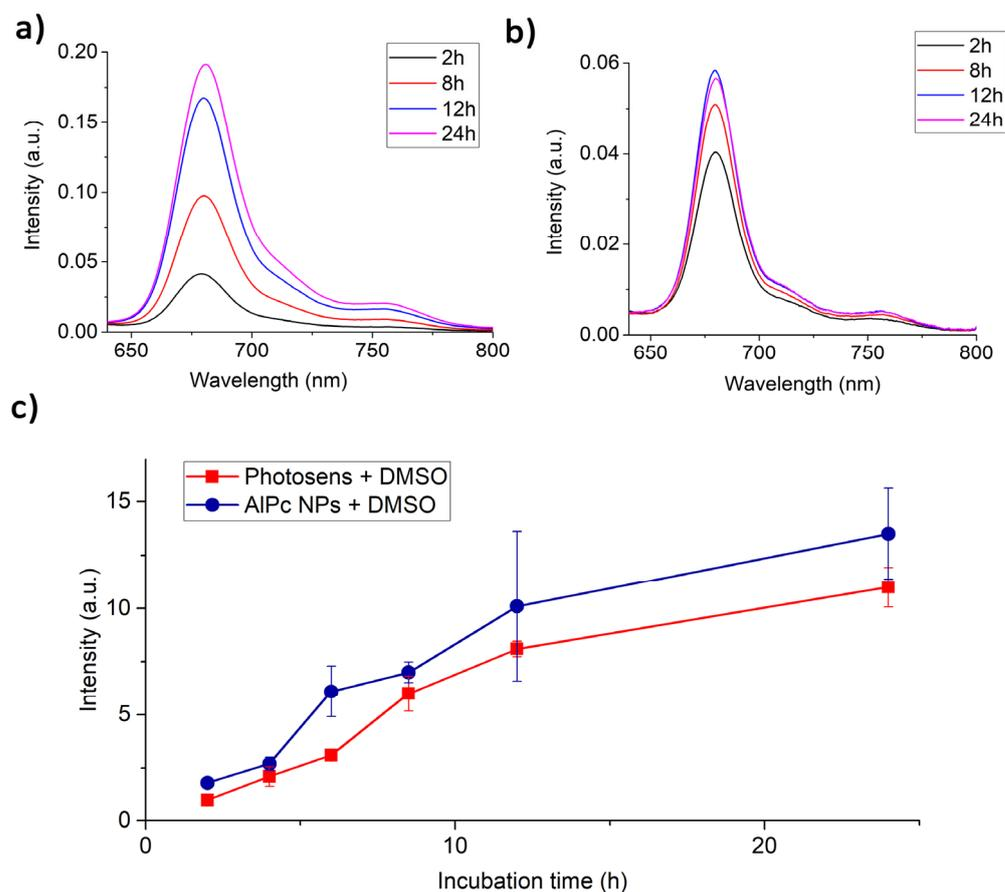 a)
0.20
0.15
0.10
0.05
0.00
Intensity (a.u.)
650
700
750
800
Wavelength (nm)
2h
8h
12h
24h
b)
0.06
0.04
0.02
0.00
Intensity (a.u.)
650
700
750
800
Wavelength (nm)
2h
8h
12h
24h
c)
15
10
5
0
Intensity (a.u.)
0
10
20
Incubation time (h)
Photosens + DMSO
AlPc NPs + DMSO